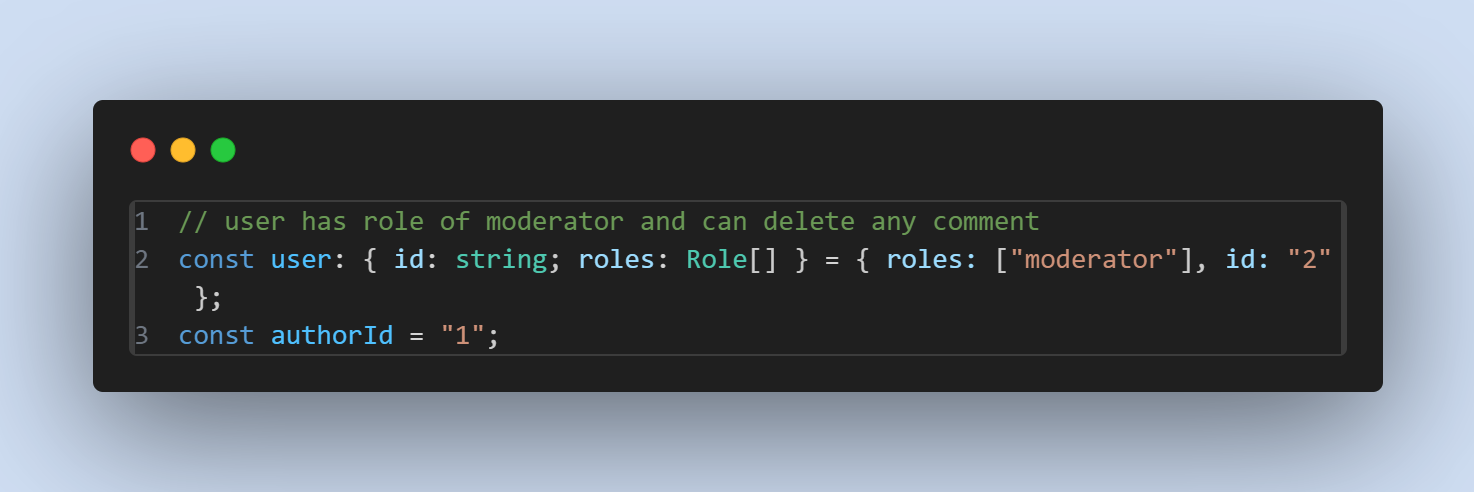 1 // user has role of moderator and can delete any comment
2 const user: { id: string; roles: Role[] } = { roles: ["moderator"], id: "2"
};
3 const authorId = "1";